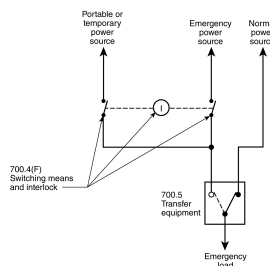 Portable or
temporary
power
source
Emergency
power
source
Norm
powe
sourc
I
700.4(F)
Switching means
and interlock
700.5
Transfer
equipment
Emergency
load